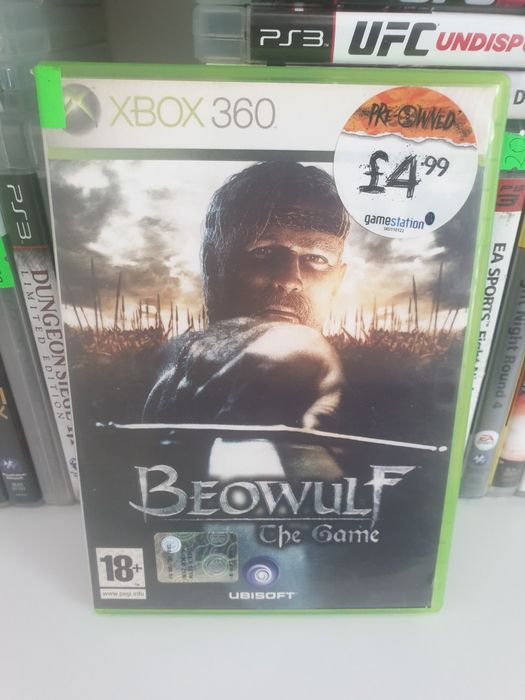 PS3
UFC UNDISP
XBOX 360
PRE-OWNED
£4.99
gamestation
PS3
DUNGEON SIEGE
LIMITED EDITION
EA SPORTS
Night Round 4
EA
BEOWULF
The Game
18+
www.pegi.info
UBISOFT